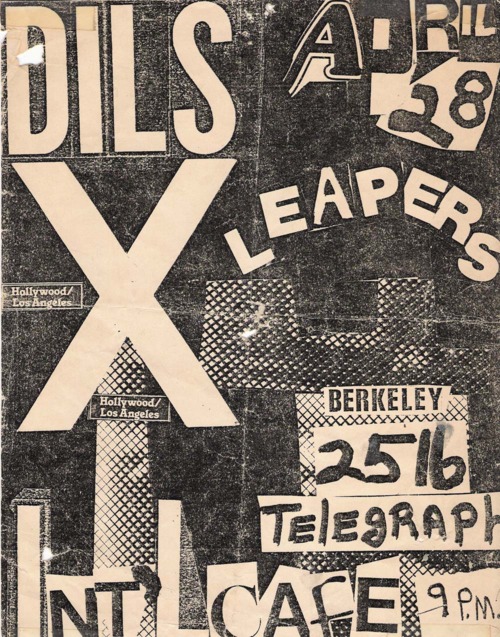 DILS
APRIL
28
X
LEAPERS
Hollywood/
Los Angeles
Hollywood/
Los Angeles
BERKELEY
2516
TELEGRAPH
INT'L CAFE 9 P.M.